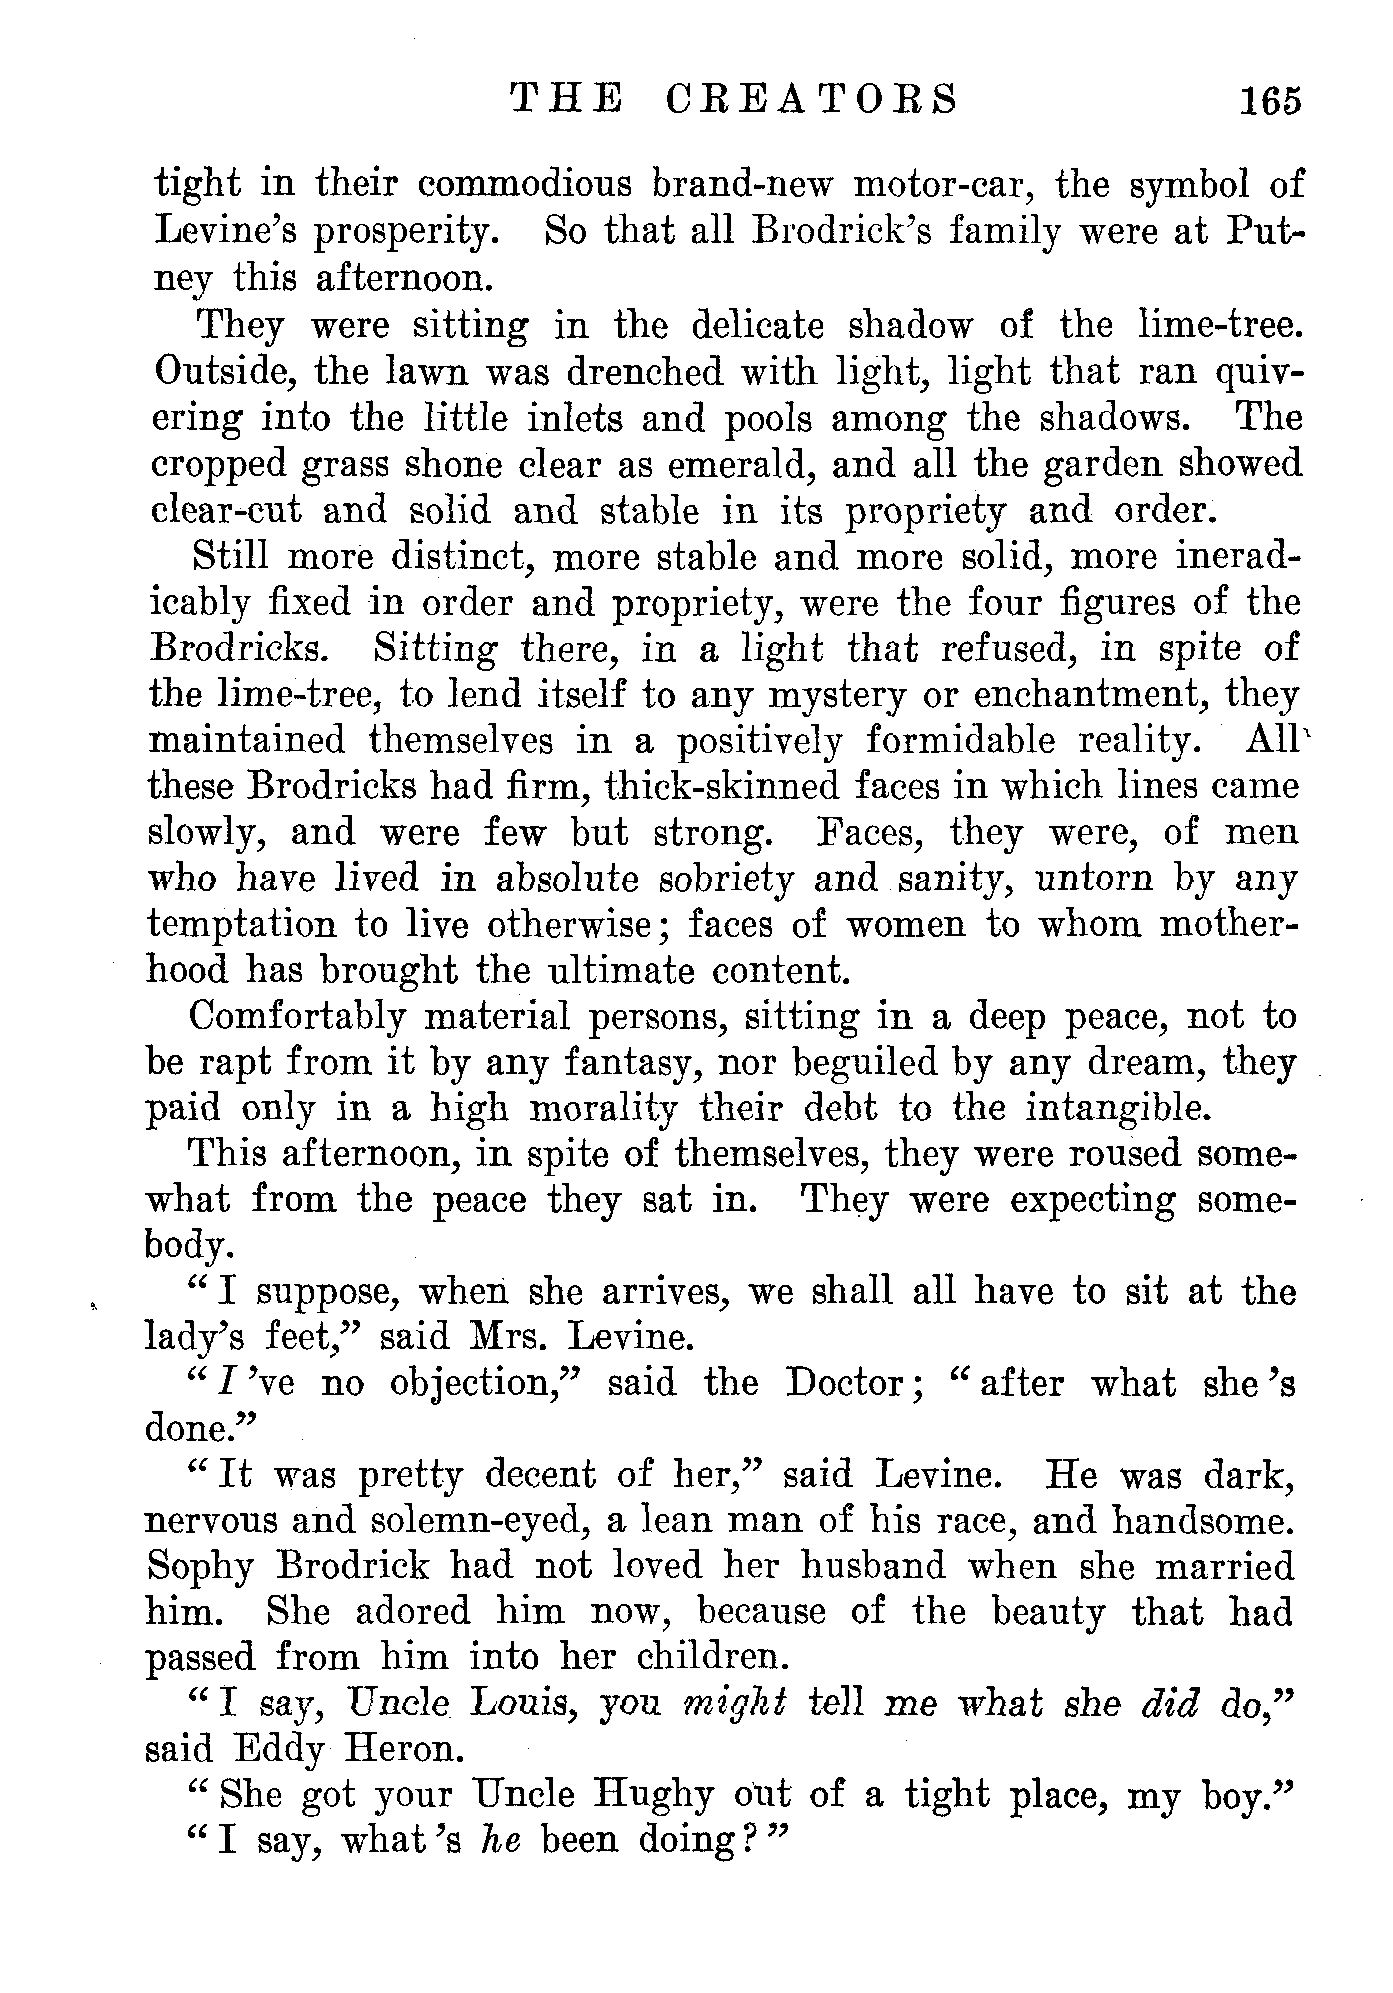 THE CREATORS 165
tight in their commodious brand-new motor-car, the symbol of
Levine's prosperity. So that all Brodrick's family were at Put-
ney this afternoon.
They were sitting in the delicate shadow of the lime-tree.
Outside, the lawn was drenched with light, light that ran quiv-
ering into the little inlets and pools among the shadows. The
cropped grass shone clear as emerald, and all the garden showed
clear-cut and solid and stable in its propriety and order.
Still more distinct, more stable and more solid, more inerad-
icably fixed in order and propriety, were the four figures of the
Brodricks. Sitting there, in a light that refused, in spite of
the lime-tree, to lend itself to any mystery or enchantment, they
maintained themselves in a positively formidable reality. All
these Brodricks had firm, thick-skinned faces in which lines came
slowly, and were few but strong. Faces, they were, of men
who have lived in absolute sobriety and sanity, untorn by any
temptation to live otherwise; faces of women to whom mother-
hood has brought the ultimate content.
Comfortably material persons, sitting in a deep peace, not to
be rapt from it by any fantasy, nor beguiled by any dream, they
paid only in a high morality their debt to the intangible.
This afternoon, in spite of themselves, they were roused some-
what from the peace they sat in. They were expecting some-
body.
"I suppose, when she arrives, we shall all have to sit at the
lady's feet," said Mrs. Levine.
"I've no objection," said the Doctor; "after what she's
done."
"It was pretty decent of her," said Levine. He was dark,
nervous and solemn-eyed, a lean man of his race, and handsome.
Sophy Brodrick had not loved her husband when she married
him. She adored him now, because of the beauty that had
passed from him into her children.
"I say, Uncle Louis, you might tell me what she did do,"
said Eddy Heron.
"She got your Uncle Hughy out of a tight place, my boy."
"I say, what's he been doing?"